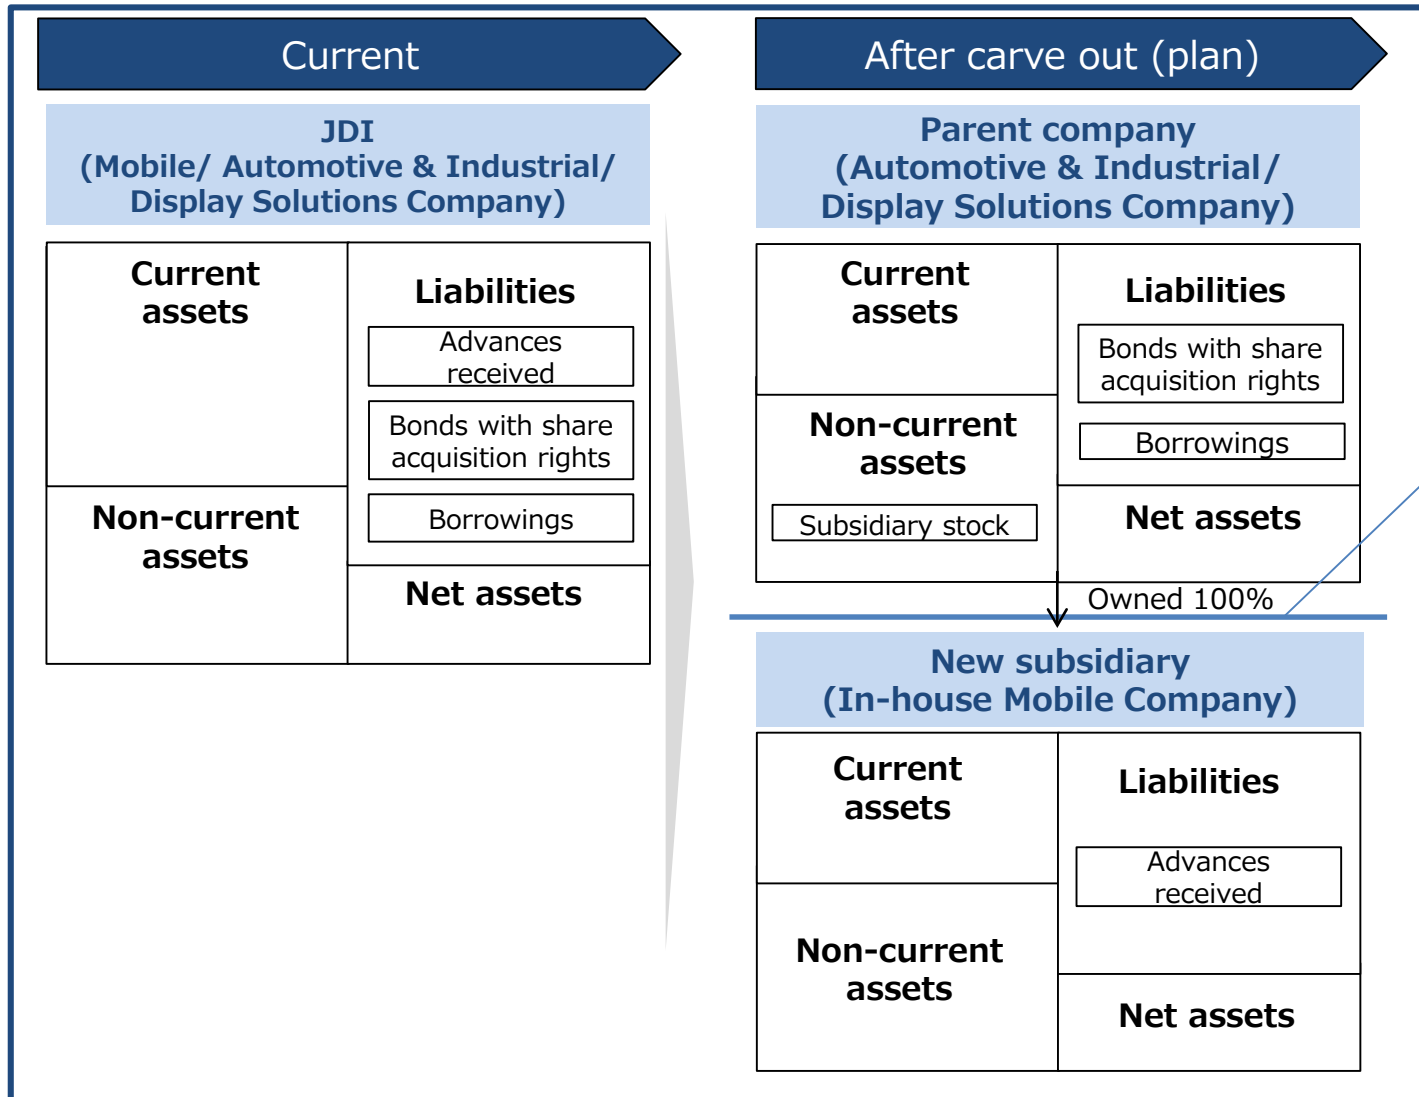 Current
JDI
(Mobile/ Automotive & Industrial/
Display Solutions Company)
Current
assets
Non-current
assets
Liabilities
Advances
received
Bonds with share
acquisition rights
Borrowings
Net assets
After carve out (plan)
Parent company
(Automotive & Industrial/
Display Solutions Company)
Current
assets
Non-current
assets
Subsidiary stock
Liabilities
Bonds with share
acquisition rights
Borrowings
Net assets
Owned 100%
New subsidiary
(In-house Mobile Company)
Current
assets
Non-current
assets
Liabilities
Advances
received
Net assets